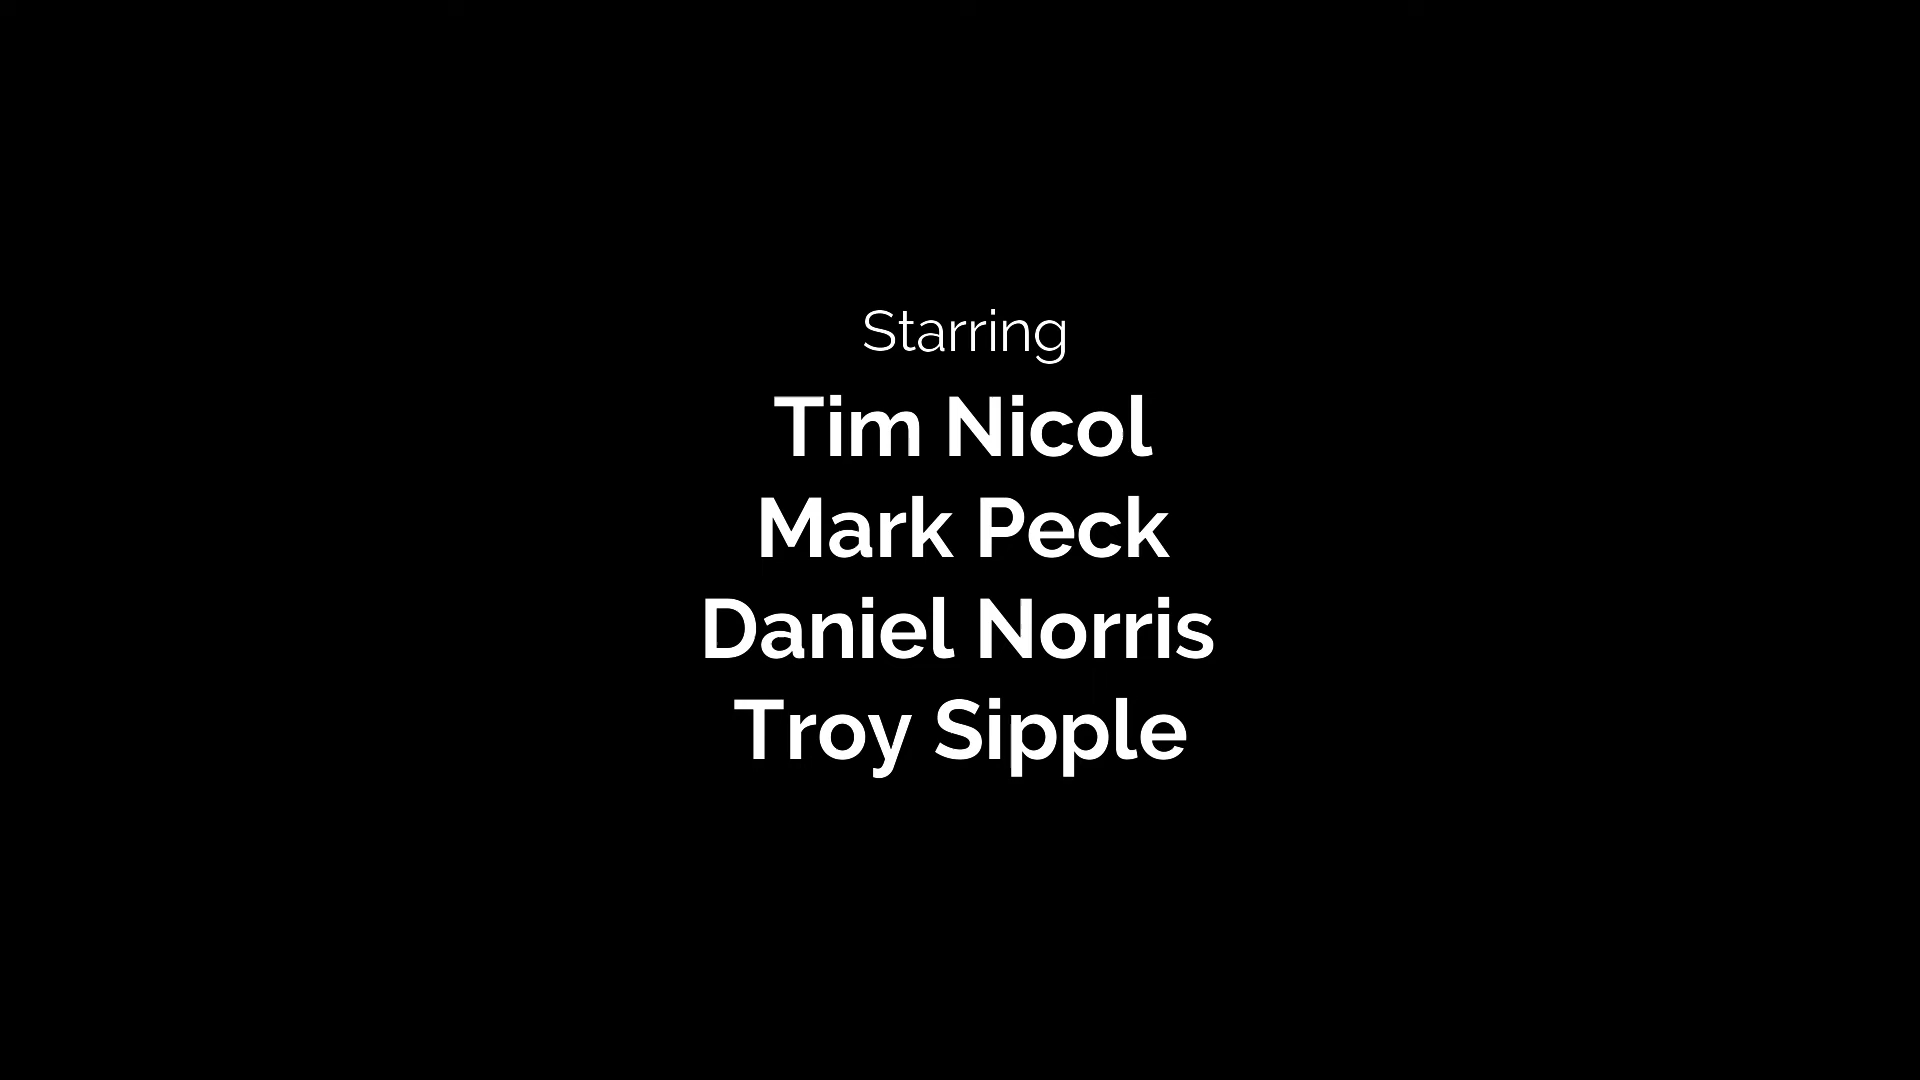 Starring
Tim Nicol
Mark Peck
Daniel Norris
Troy Sipple